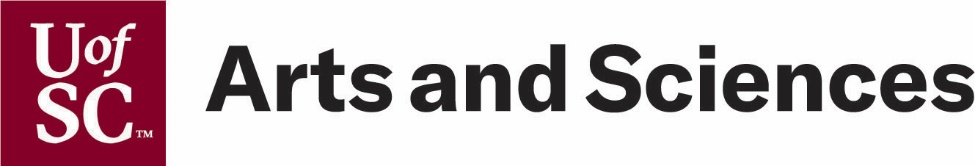 Uof
SC™
Arts and Sciences